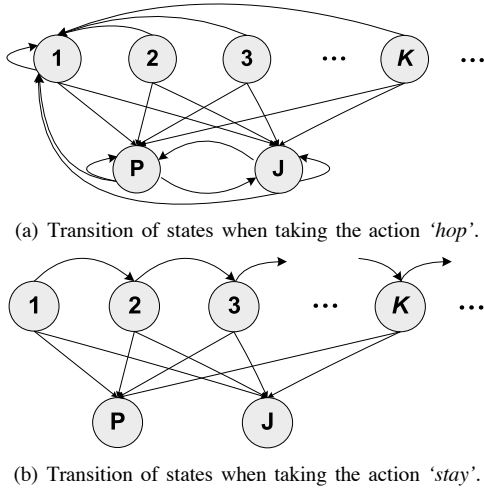 1 2 3 ... K ...
P J
(a) Transition of states when taking the action ‘hop’.
1 2 3 ... K ...
P J
(b) Transition of states when taking the action ‘stay’.